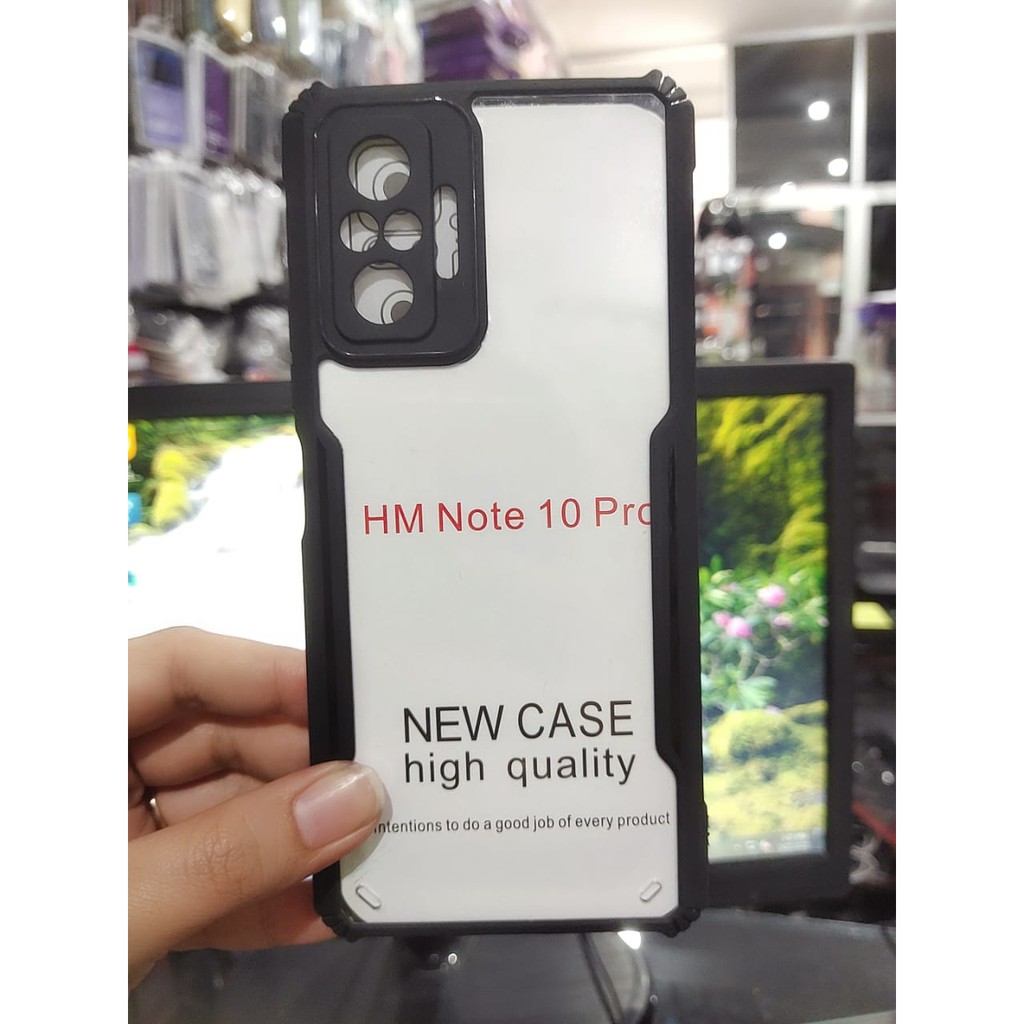 HM Note 10 Pro
NEW CASE
high quality
intentions to do a good job of every product